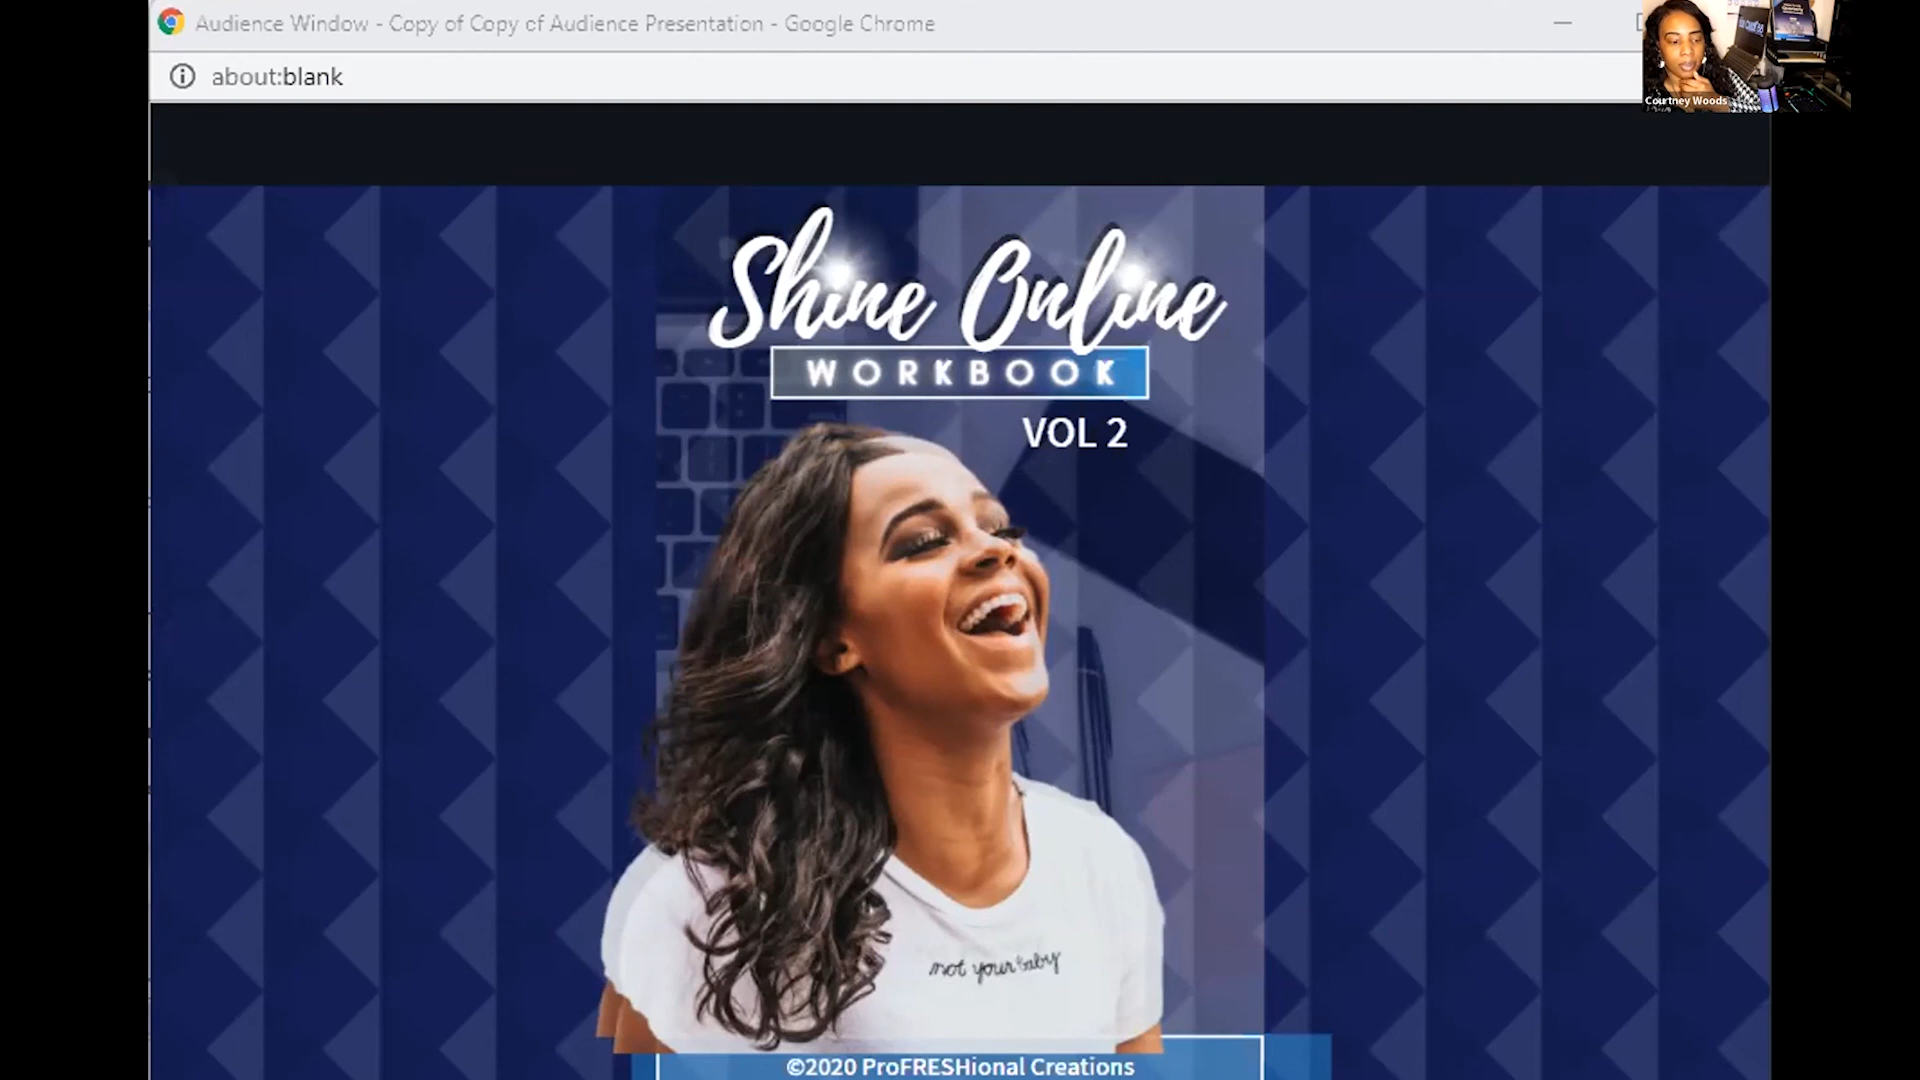 Audience Window - Copy of Copy of Audience Presentation - Google Chrome
about:blank
Courtney Woods
Shine Online
WORKBOOK
VOL 2
not your baby
©2020 ProFRESHional Creations